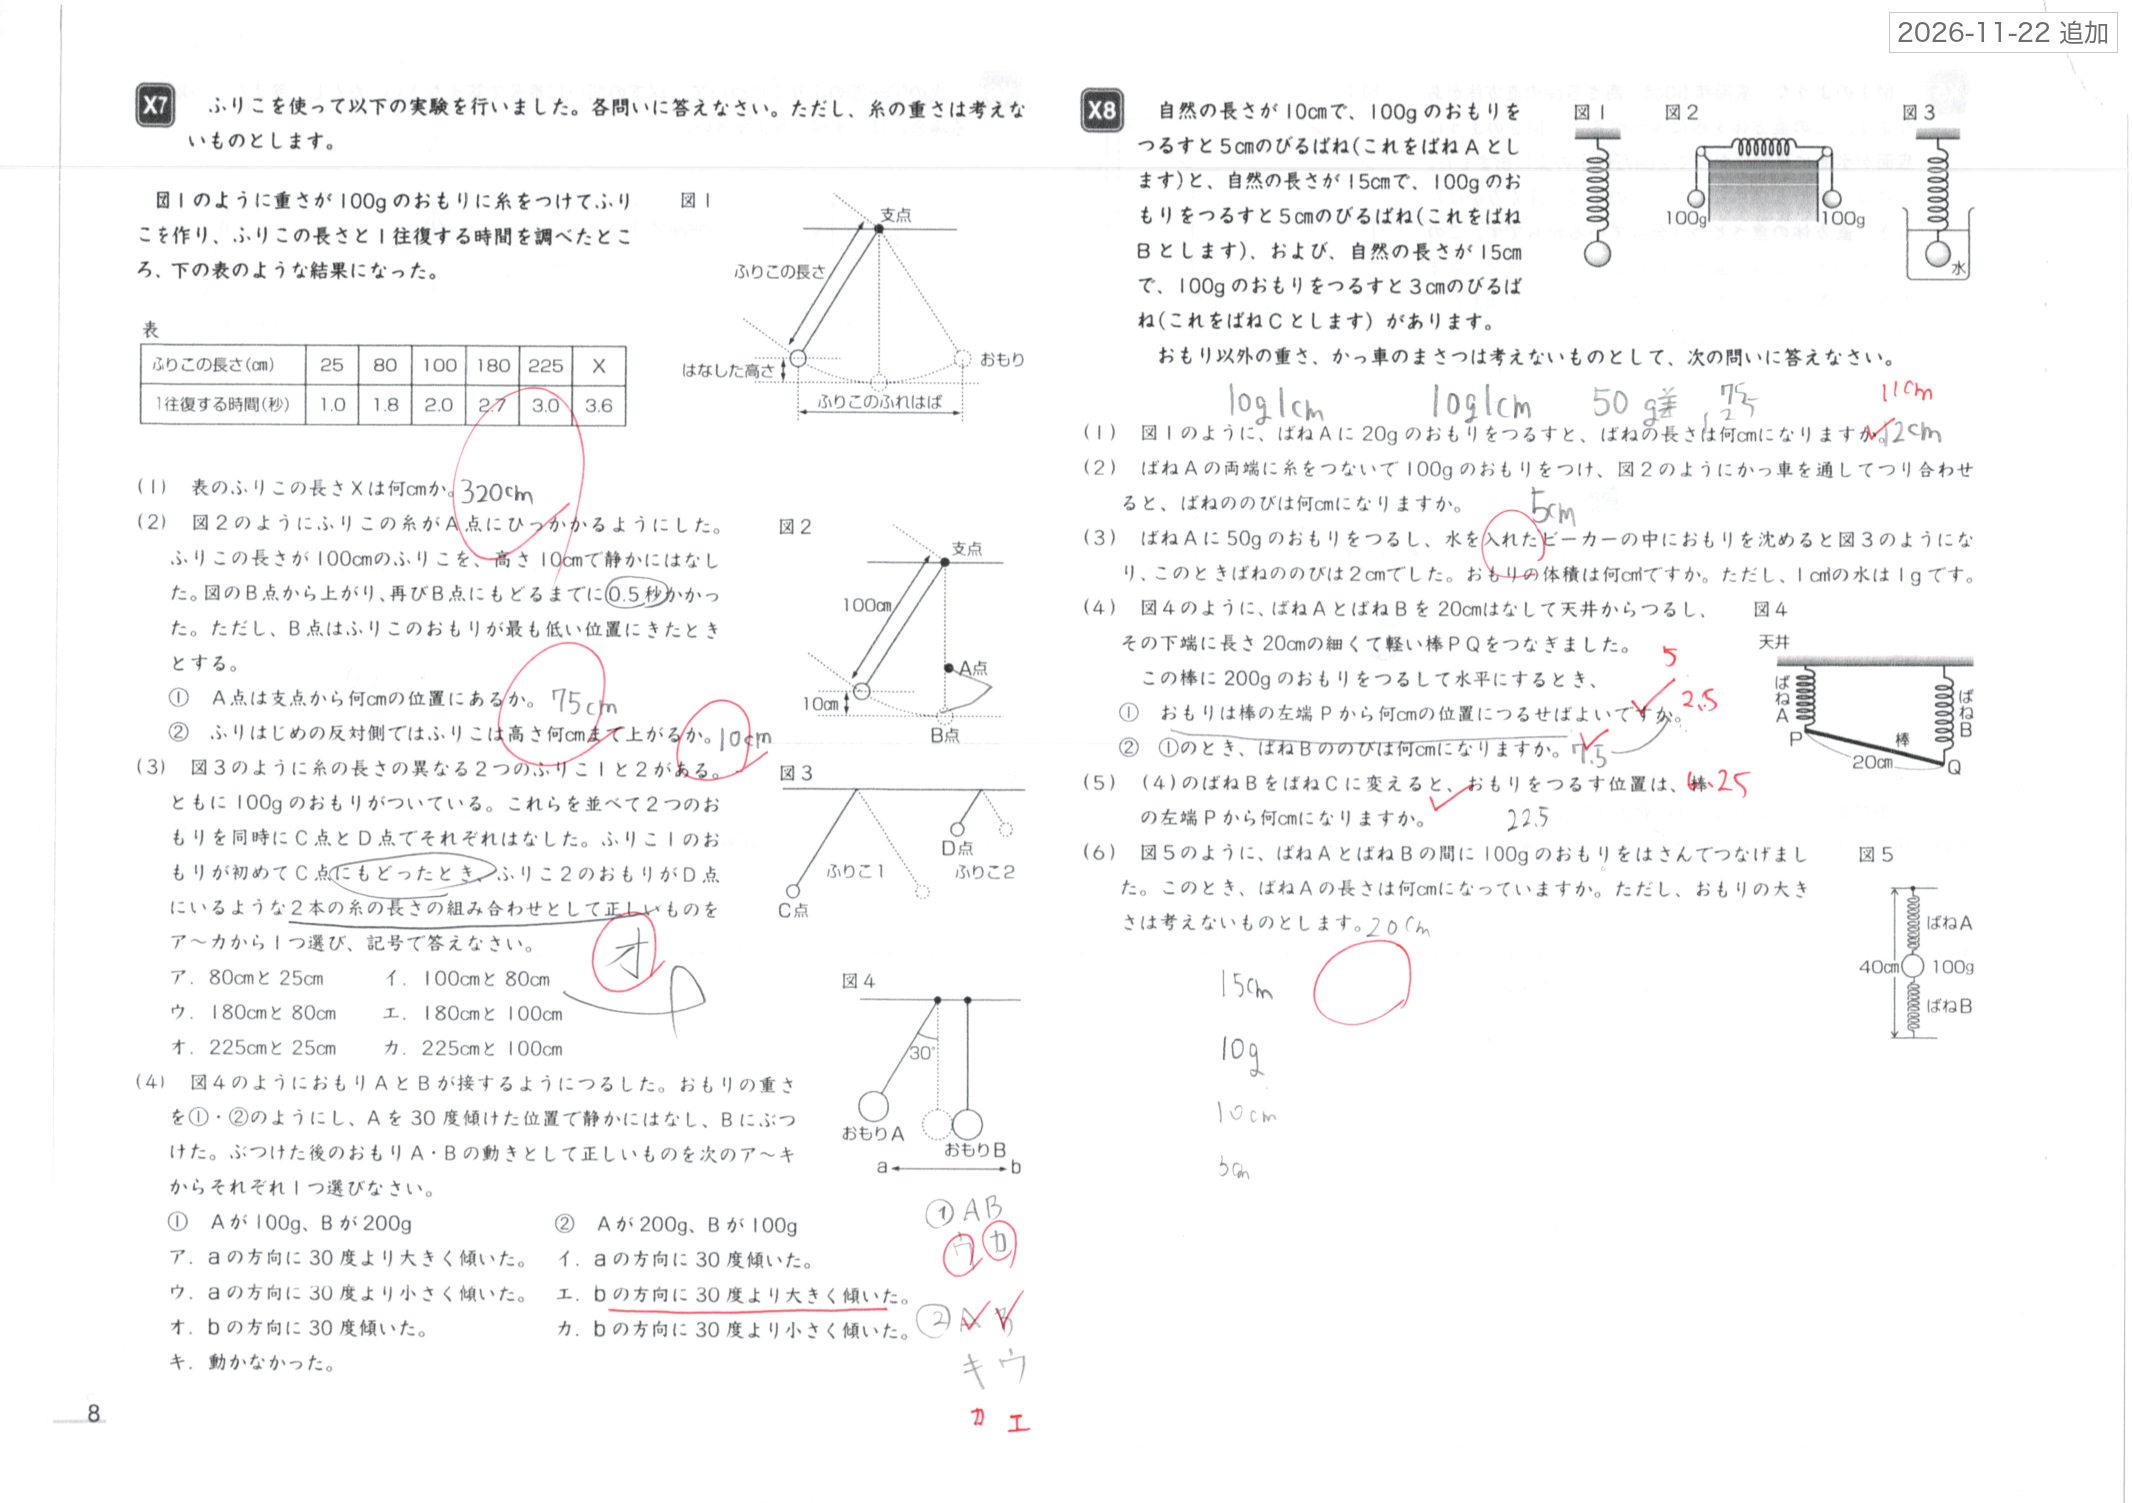 2026-11-22 追加
X7 ふりこを使って以下の実験を行いました。各問いに答えなさい。ただし、糸の重さは考えな
いものとします。
図1のように重さが100gのおもりに糸をつけてふり
こを作り、ふりこの長さと1往復する時間を調べたとこ
ろ、下の表のような結果になった。
図1
支点
ふりこの長さ
はなした高さ
おもり
ふりこのふれはば
表
ふりこの長さ(cm) 25 80 100 180 225 X
1往復する時間(秒) 1.0 1.8 2.0 2.7 3.0 3.6
(1) 表のふりこの長さXは何cmか。320cm
(2) 図2のようにふりこの糸がA点にひっかかるようにした。
ふりこの長さが100cmのふりこを、高さ10cmで静かにはなし
た。図のB点から上がり、再びB点にもどるまでに0.5秒かかっ
た。ただし、B点はふりこのおもりが最も低い位置にきたとき
とする。
① A点は支点から何cmの位置にあるか。75cm
② ふりはじめの反対側ではふりこは高さ何cmまで上がるか。10cm
図2
支点
100cm
A点
10cm
B点
(3) 図3のように糸の長さの異なる2つのふりこ1と2がある。
ともに100gのおもりがついている。これらを並べて2つのお
もりを同時にC点とD点でそれぞれはなした。ふりこ1のお
もりが初めてC点にもどったとき、ふりこ2のおもりがD点
にいるような2本の糸の長さの組み合わせとして正しいものを
ア～カから1つ選び、記号で答えなさい。
オ
ア. 80cmと25cm イ. 100cmと80cm
ウ. 180cmと80cm エ. 180cmと100cm
オ. 225cmと25cm カ. 225cmと100cm
図3
D点
ふりこ1 ふりこ2
C点
(4) 図4のようにおもりAとBが接するようにつるした。おもりの重さ
を①・②のようにし、Aを30度傾けた位置で静かにはなし、Bにぶつ
けた。ぶつけた後のおもりA・Bの動きとして正しいものを次のア～キ
からそれぞれ1つ選びなさい。
① Aが100g、Bが200g ② Aが200g、Bが100g
ア. aの方向に30度より大きく傾いた。 イ. aの方向に30度傾いた。
ウ. aの方向に30度より小さく傾いた。 エ. bの方向に30度より大きく傾いた。
オ. bの方向に30度傾いた。 カ. bの方向に30度より小さく傾いた。
キ. 動かなかった。
図4
30°
おもりA
おもりB
a b
① A B
ウ カ
② A B
キ ウ
カ エ
8
X8 自然の長さが10cmで、100gのおもりを
つるすと5cmのびるばね(これをばねAとし
ます)と、自然の長さが15cmで、100gのお
もりをつるすと5cmのびるばね(これをばね
Bとします)、および、自然の長さが15cm
で、100gのおもりをつるすと3cmのびるば
ね(これをばねCとします) があります。
おもり以外の重さ、かっ車のまさつは考えないものとして、次の問いに答えなさい。
図1 図2 図3
100g 100g
水
10g 1cm 10g 1cm 50g
11cm
(1) 図1のように、ばねAに20gのおもりをつるすと、ばねの長さは何cmになりますか。12cm
(2) ばねAの両端に糸をつないで100gのおもりをつけ、図2のようにかっ車を通してつり合わせ
ると、ばねののびは何cmになりますか。
5cm
(3) ばねAに50gのおもりをつるし、水を入れたビーカーの中におもりを沈めると図3のようにな
り、このときばねののびは2cmでした。おもりの体積は何cm³ですか。ただし、1cm³の水は1gです。
(4) 図4のように、ばねAとばねBを20cmはなして天井からつるし、
その下端に長さ20cmの細くて軽い棒PQをつなぎました。
この棒に200gのおもりをつるして水平にするとき、
① おもりは棒の左端Pから何cmの位置につるせばよいですか。
5
2.5
② ①のとき、ばねBののびは何cmになりますか。7.5
図4
天井
ばねA
ばねB
P
棒
20cm
Q
(5) (4)のばねBをばねCに変えると、おもりをつるす位置は、棒
の左端Pから何cmになりますか。
22.5
(6) 図5のように、ばねAとばねBの間に100gのおもりをはさんでつなげまし
た。このとき、ばねAの長さは何cmになっていますか。ただし、おもりの大き
さは考えないものとします。20cm
図5
ばねA
40cm 100g
ばねB
15cm
10g
10cm